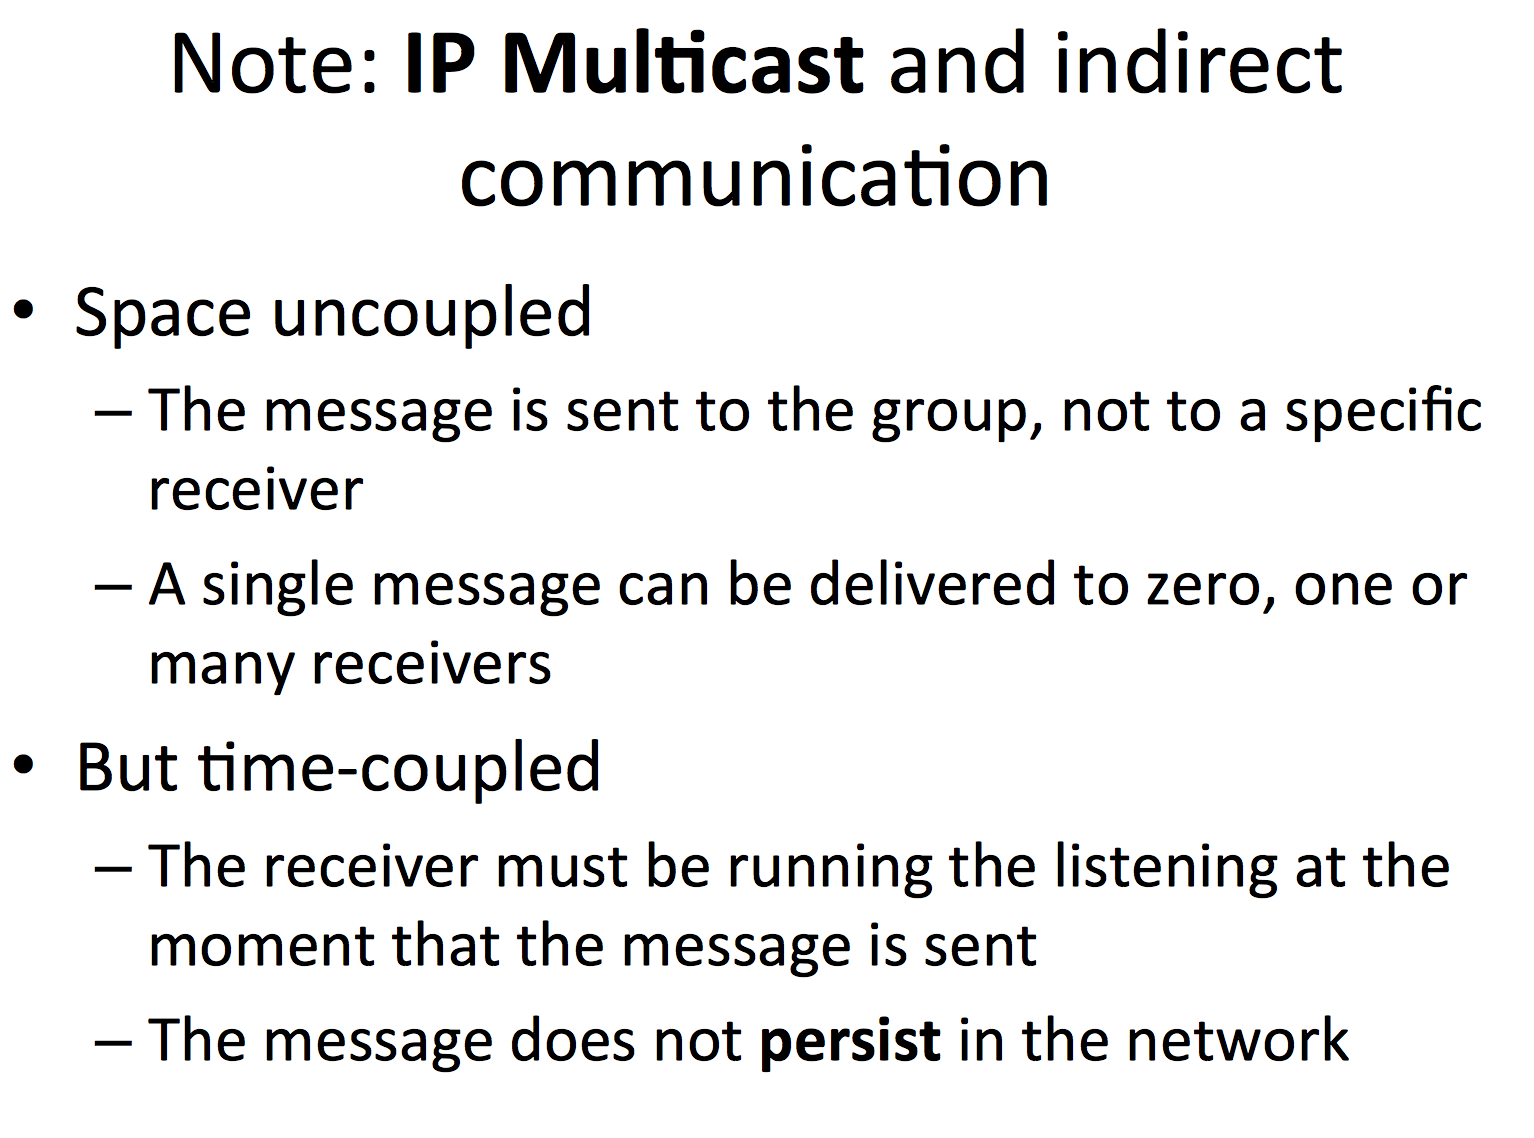 Note: IP Multicast and indirect
communication
• Space uncoupled
– The message is sent to the group, not to a specific
receiver
– A single message can be delivered to zero, one or
many receivers
• But time-coupled
– The receiver must be running the listening at the
moment that the message is sent
– The message does not persist in the network